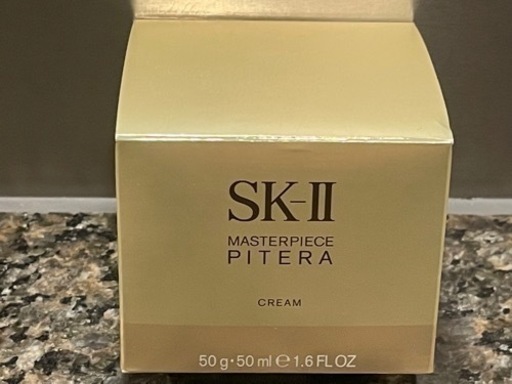 SK-II
MASTERPIECE
PITERA
CREAM
50 g・50 ml ℮ 1.6 FL OZ